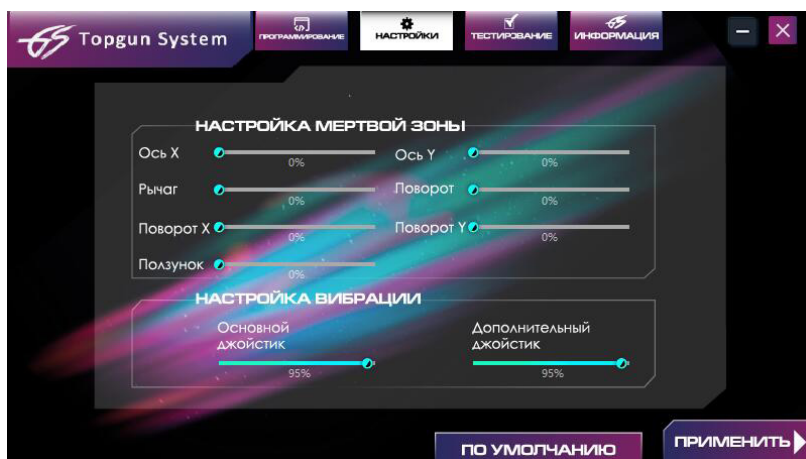 Topgun System
ПРОГРАММИРОВАНИЕ
НАСТРОЙКИ
ТЕСТИРОВАНИЕ
ИНФОРМАЦИЯ
НАСТРОЙКА МЕРТВОЙ ЗОНЫ
Ось X 0% Ось Y 0%
Рычаг 0% Поворот 0%
Поворот X 0% Поворот Y 0%
Ползунок 0%
НАСТРОЙКА ВИБРАЦИИ
Основной джойстик 95%
Дополнительный джойстик 95%
ПО УМОЛЧАНИЮ
ПРИМЕНИТЬ